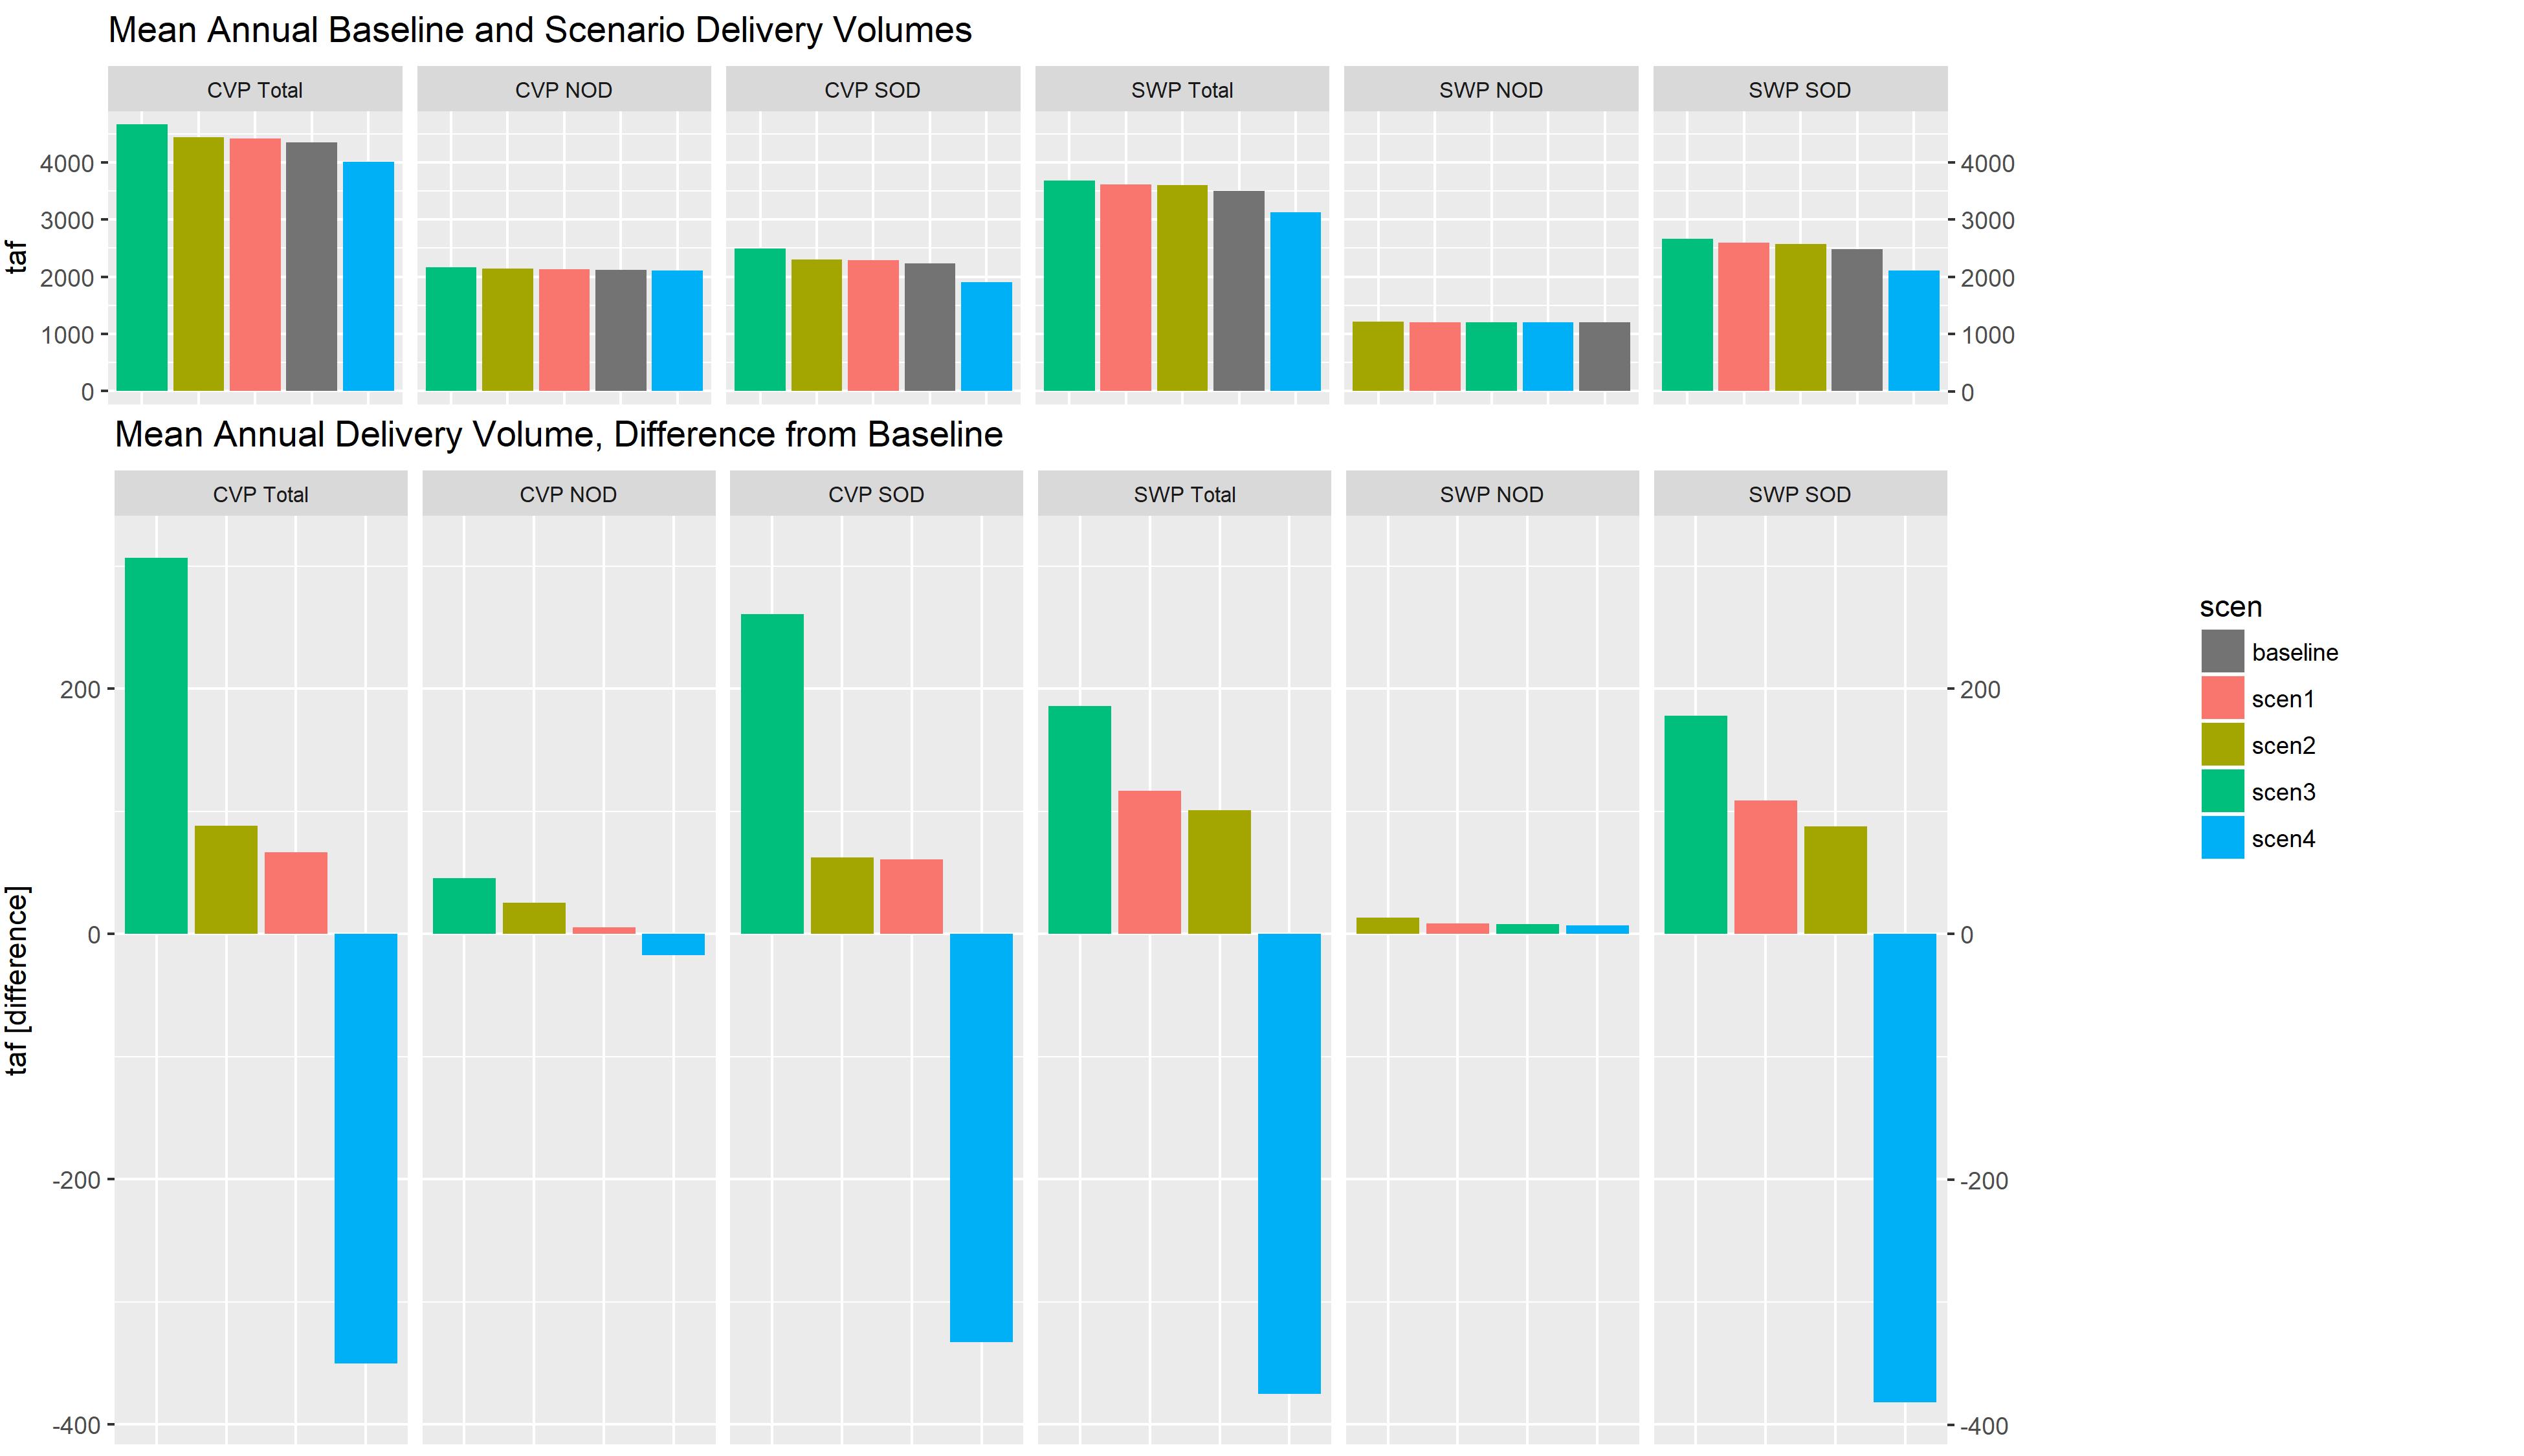 Mean Annual Baseline and Scenario Delivery Volumes
CVP Total CVP NOD CVP SOD SWP Total SWP NOD SWP SOD
taf
4000 4000
3000 3000
2000 2000
1000 1000
0 0
Mean Annual Delivery Volume, Difference from Baseline
CVP Total CVP NOD CVP SOD SWP Total SWP NOD SWP SOD
taf [difference]
200 200
0 0
-200 -200
-400 -400
scen
baseline
scen1
scen2
scen3
scen4